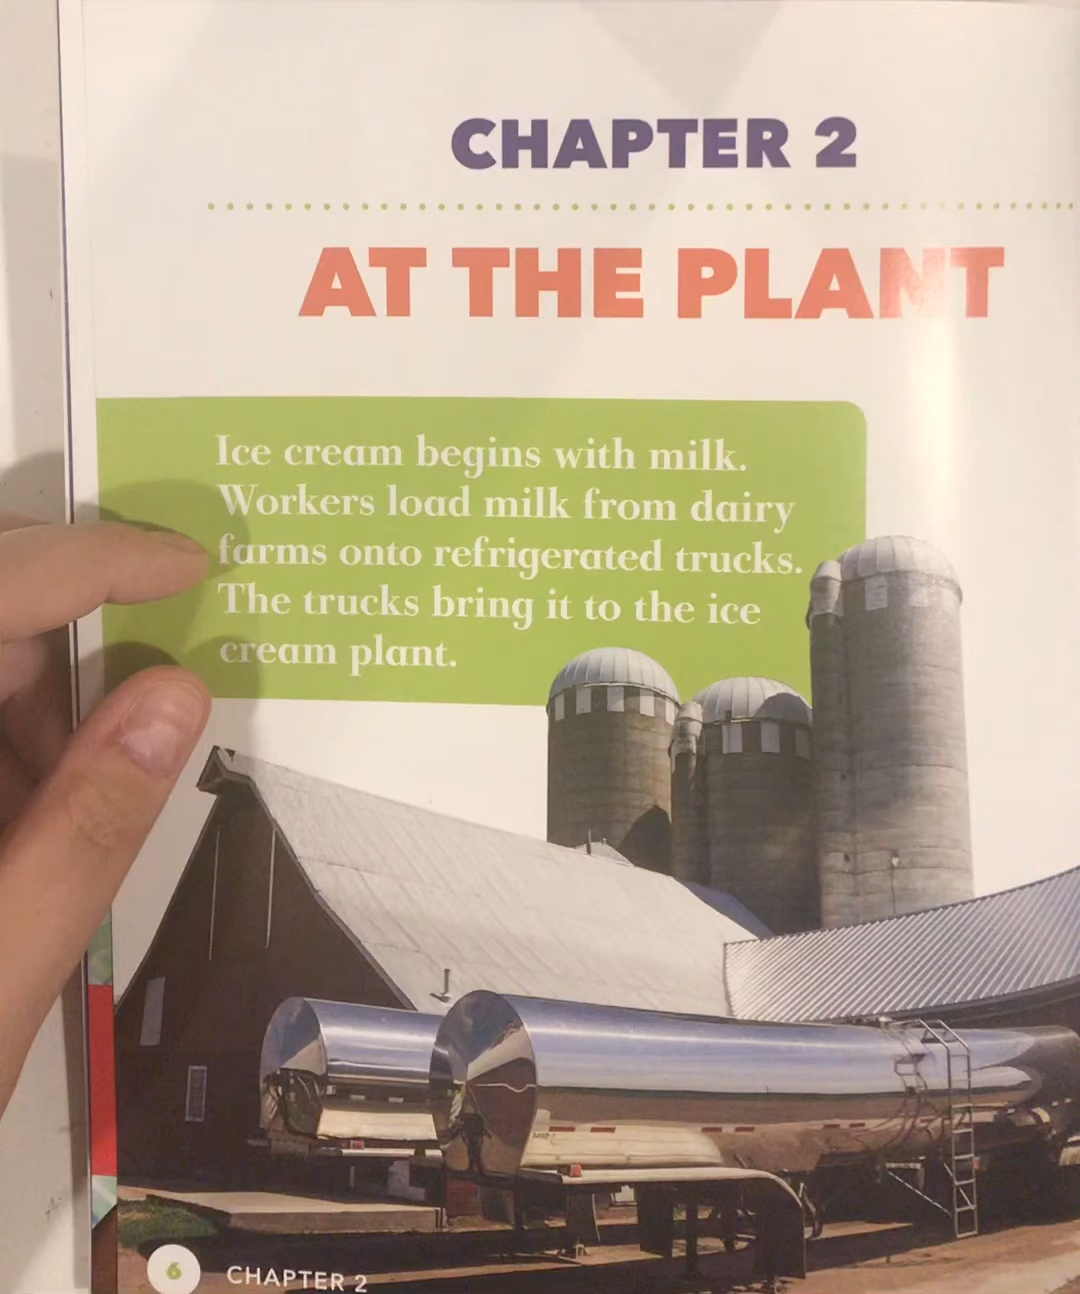 CHAPTER 2
AT THE PLANT
Ice cream begins with milk.
Workers load milk from dairy
farms onto refrigerated trucks.
The trucks bring it to the ice
cream plant.
6 CHAPTER 2